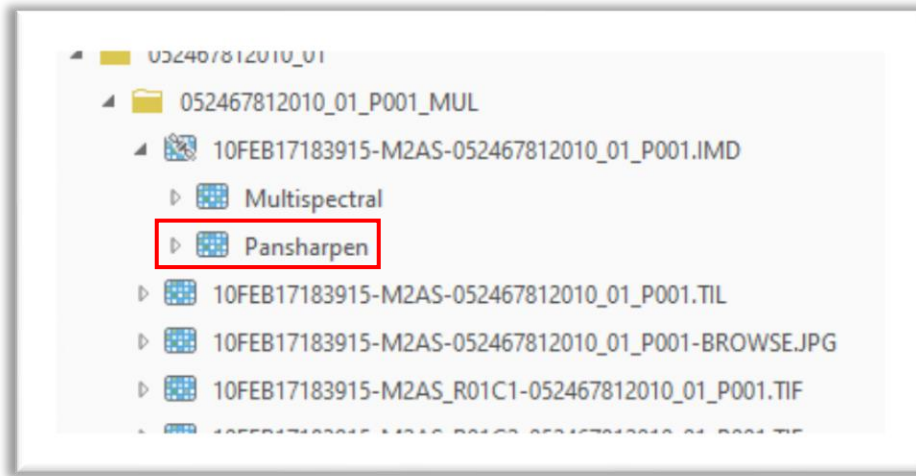 052467812010_01
052467812010_01_P001_MUL
10FEB17183915-M2AS-052467812010_01_P001.IMD
Multispectral
Pansharpen
10FEB17183915-M2AS-052467812010_01_P001.TIL
10FEB17183915-M2AS-052467812010_01_P001-BROWSE.JPG
10FEB17183915-M2AS_R01C1-052467812010_01_P001.TIF